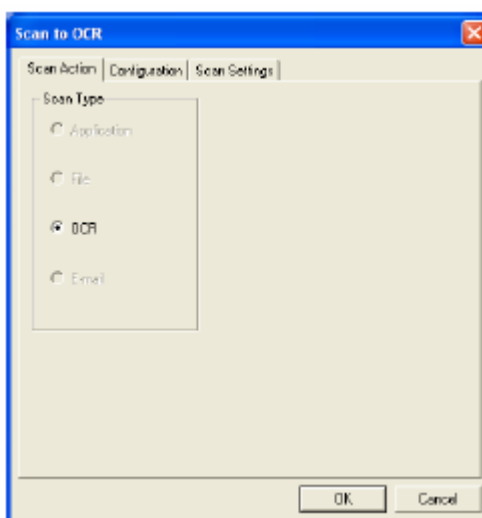 Scan to OCR
Scan Action Configuration Scan Settings
Scan Type
Application
File
OCR
E-mail
OK Cancel